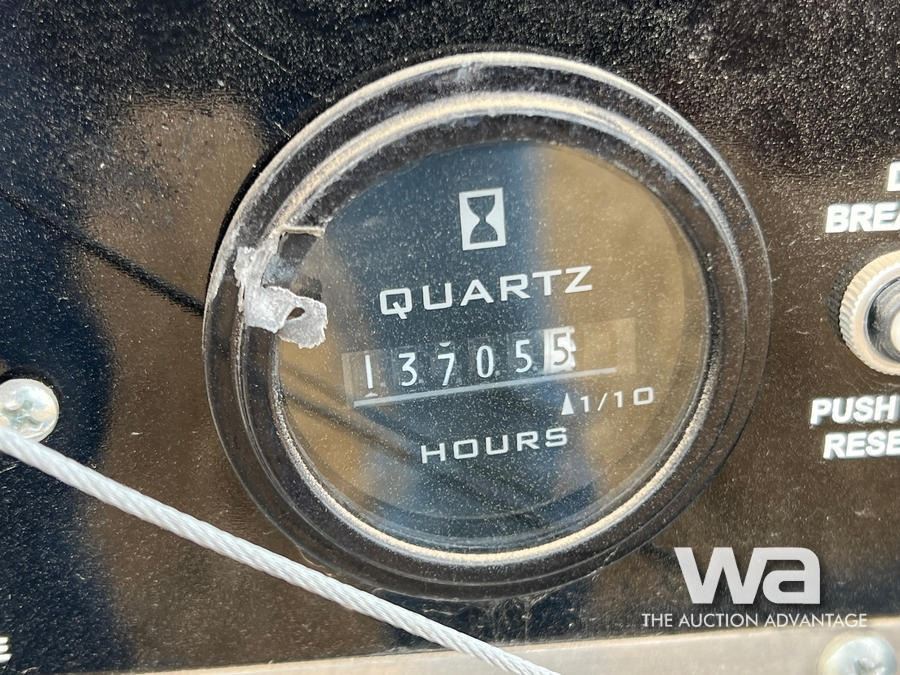 QUARTZ
137055
1/10
HOURS
PUSH
wa
THE AUCTION ADVANTAGE